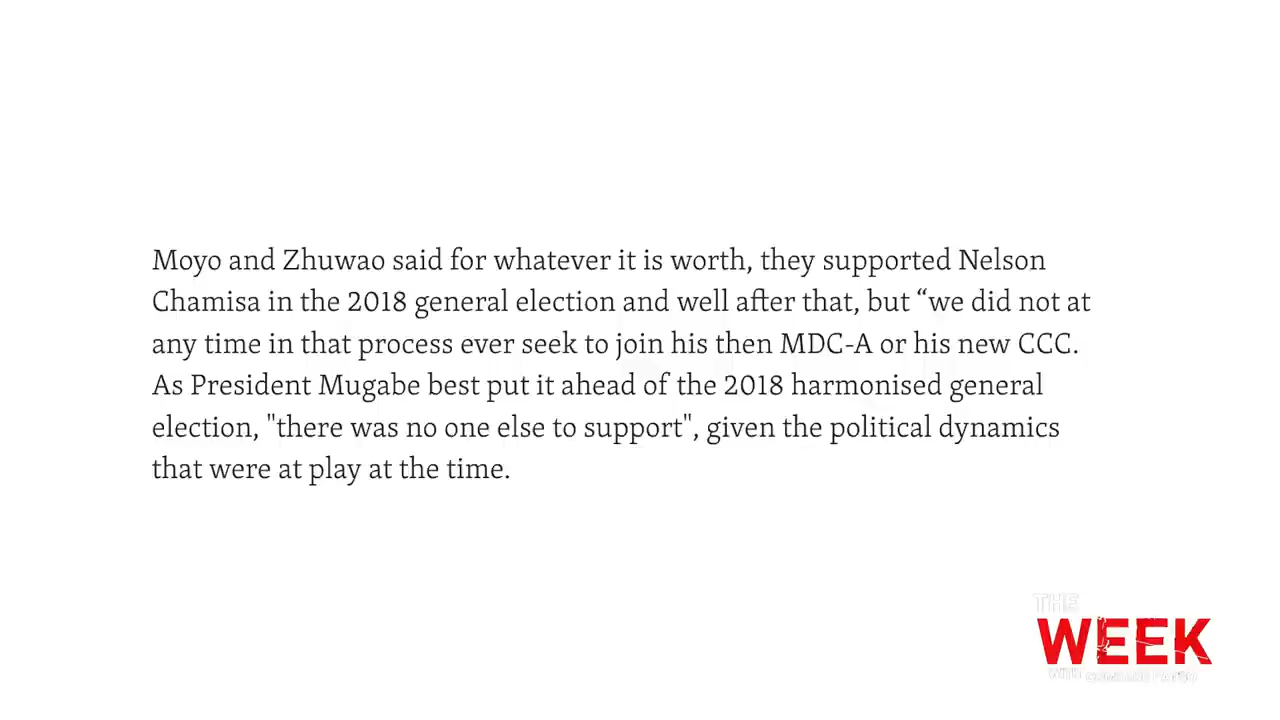 Moyo and Zhuwao said for whatever it is worth, they supported Nelson
Chamisa in the 2018 general election and well after that, but “we did not at
any time in that process ever seek to join his then MDC-A or his new CCC.
As President Mugabe best put it ahead of the 2018 harmonised general
election, "there was no one else to support", given the political dynamics
that were at play at the time.
THE
WEEK
WITH